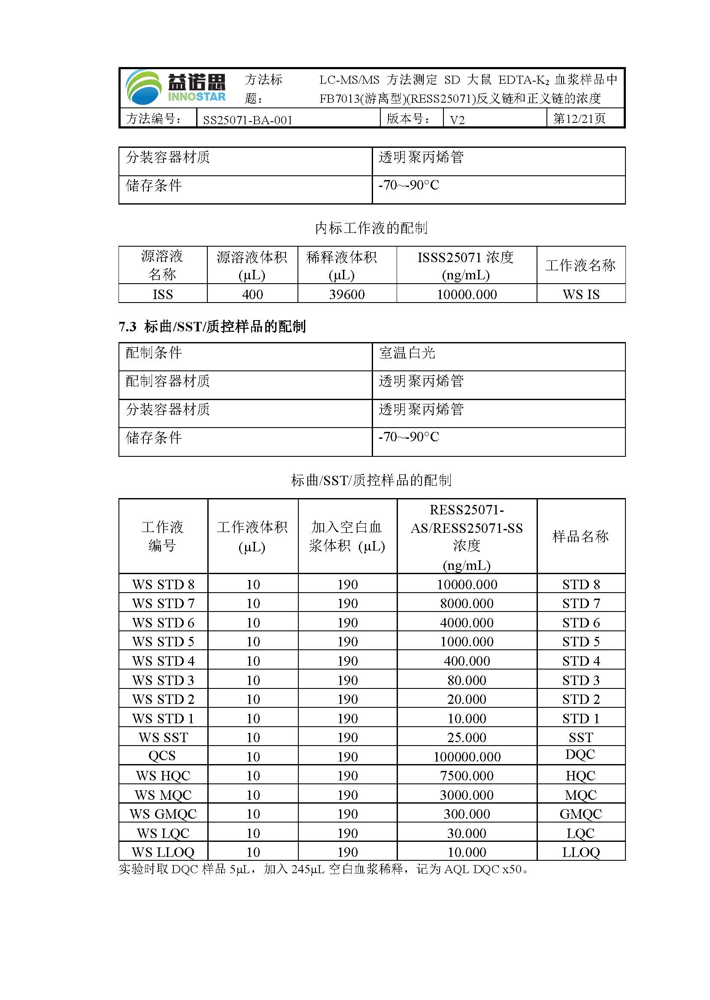 益诺思
INNOSTAR
方法标题：
LC-MS/MS 方法测定 SD 大鼠 EDTA-K₂ 血浆样品中
FB7013(游离型)(RESS25071)反义链和正义链的浓度
方法编号： SS25071-BA-001 版本号： V2 第12/21页
分装容器材质 透明聚丙烯管
储存条件 -70~-90°C
内标工作液的配制
源溶液名称 源溶液体积(µL) 稀释液体积(µL) ISSS25071 浓度(ng/mL) 工作液名称
ISS 400 39600 10000.000 WS IS
7.3 标曲/SST/质控样品的配制
配制条件 室温白光
配制容器材质 透明聚丙烯管
分装容器材质 透明聚丙烯管
储存条件 -70~-90°C
标曲/SST/质控样品的配制
工作液编号 工作液体积(µL) 加入空白血浆体积 (µL) RESS25071-AS/RESS25071-SS浓度(ng/mL) 样品名称
WS STD 8 10 190 10000.000 STD 8
WS STD 7 10 190 8000.000 STD 7
WS STD 6 10 190 4000.000 STD 6
WS STD 5 10 190 1000.000 STD 5
WS STD 4 10 190 400.000 STD 4
WS STD 3 10 190 80.000 STD 3
WS STD 2 10 190 20.000 STD 2
WS STD 1 10 190 10.000 STD 1
WS SST 10 190 25.000 SST
QCS 10 190 100000.000 DQC
WS HQC 10 190 7500.000 HQC
WS MQC 10 190 3000.000 MQC
WS GMQC 10 190 300.000 GMQC
WS LQC 10 190 30.000 LQC
WS LLOQ 10 190 10.000 LLOQ
实验时取 DQC 样品 5µL，加入 245µL 空白血浆稀释，记为 AQL DQC x50。